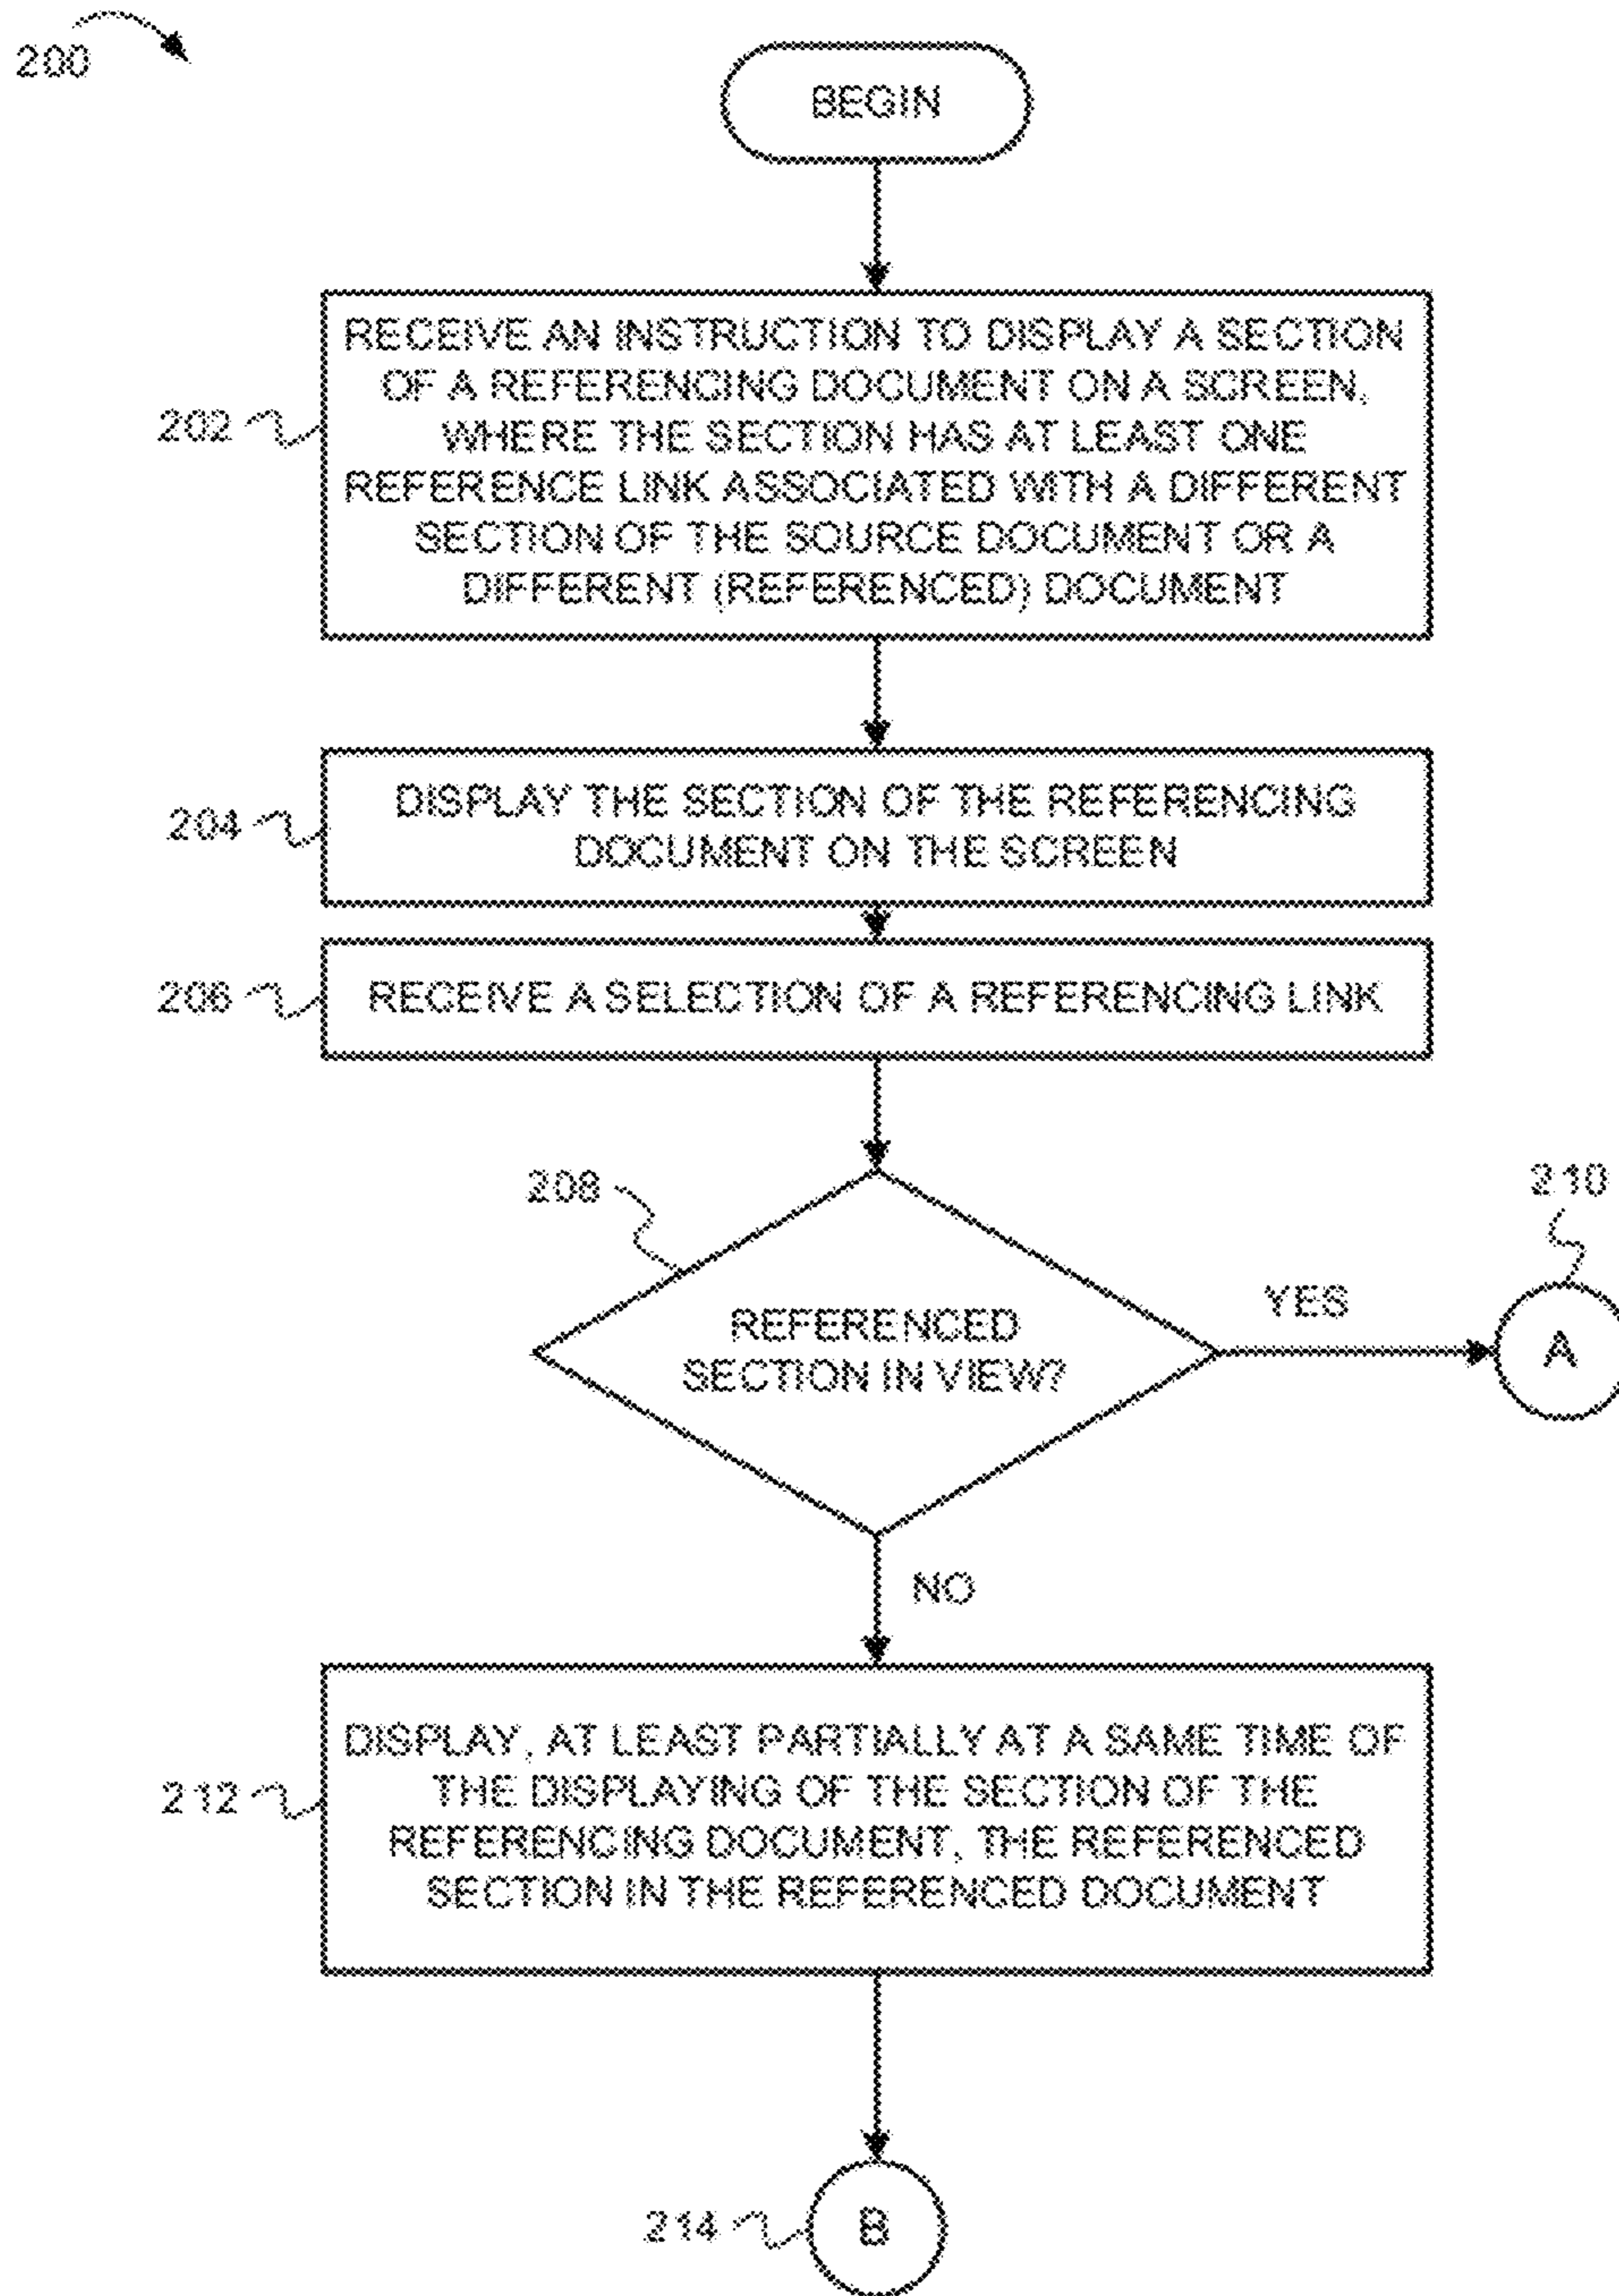 200
BEGIN
RECEIVE AN INSTRUCTION TO DISPLAY A SECTION
OF A REFERENCING DOCUMENT ON A SCREEN,
WHERE THE SECTION HAS AT LEAST ONE
REFERENCE LINK ASSOCIATED WITH A DIFFERENT
SECTION OF THE SOURCE DOCUMENT OR A
DIFFERENT (REFERENCED) DOCUMENT
202
DISPLAY THE SECTION OF THE REFERENCING
DOCUMENT ON THE SCREEN
204
206
RECEIVE A SELECTION OF A REFERENCING LINK
208
REFERENCED
SECTION IN VIEW?
YES
210
A
NO
DISPLAY, AT LEAST PARTIALLY AT A SAME TIME OF
THE DISPLAYING OF THE SECTION OF THE
REFERENCING DOCUMENT, THE REFERENCED
SECTION IN THE REFERENCED DOCUMENT
212
214
B